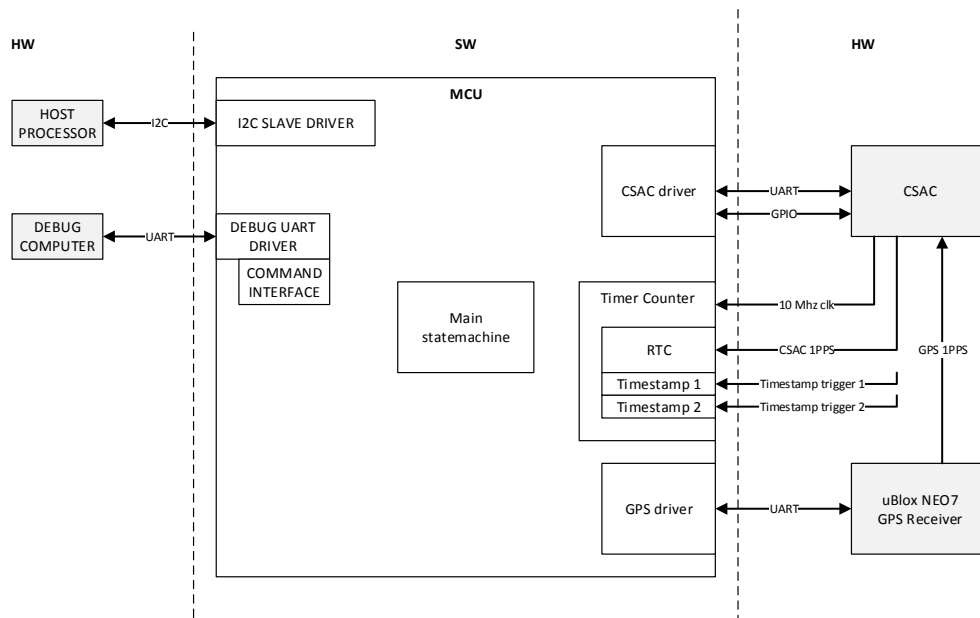 HW
SW
HW
MCU
HOST
PROCESSOR
I2C
I2C SLAVE DRIVER
CSAC driver
UART
GPIO
CSAC
DEBUG
COMPUTER
UART
DEBUG UART
DRIVER
COMMAND
INTERFACE
Main
statemachine
Timer Counter
10 Mhz clk
RTC
CSAC 1PPS
GPS 1PPS
Timestamp 1
Timestamp trigger 1
Timestamp 2
Timestamp trigger 2
GPS driver
UART
uBlox NEO7
GPS Receiver